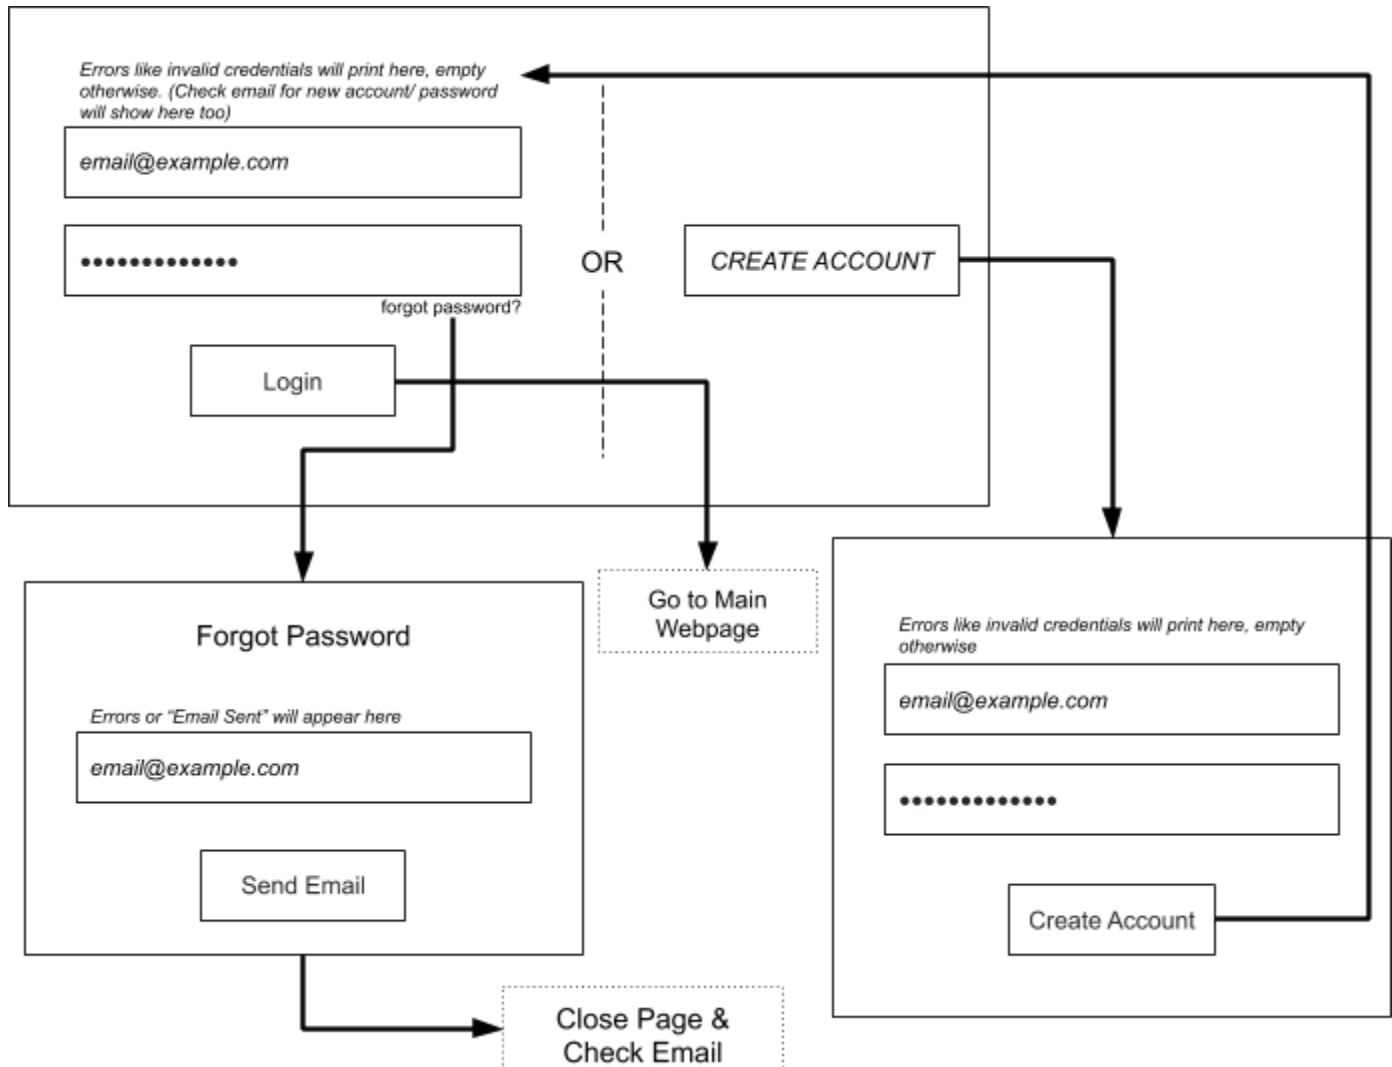 Errors like invalid credentials will print here, empty
otherwise. (Check email for new account/ password
will show here too)
email@example.com
•••••••••••••
forgot password?
Login
OR
CREATE ACCOUNT
Go to Main
Webpage
Forgot Password
Errors or “Email Sent” will appear here
email@example.com
Send Email
Close Page &
Check Email
Errors like invalid credentials will print here, empty
otherwise
email@example.com
•••••••••••••
Create Account